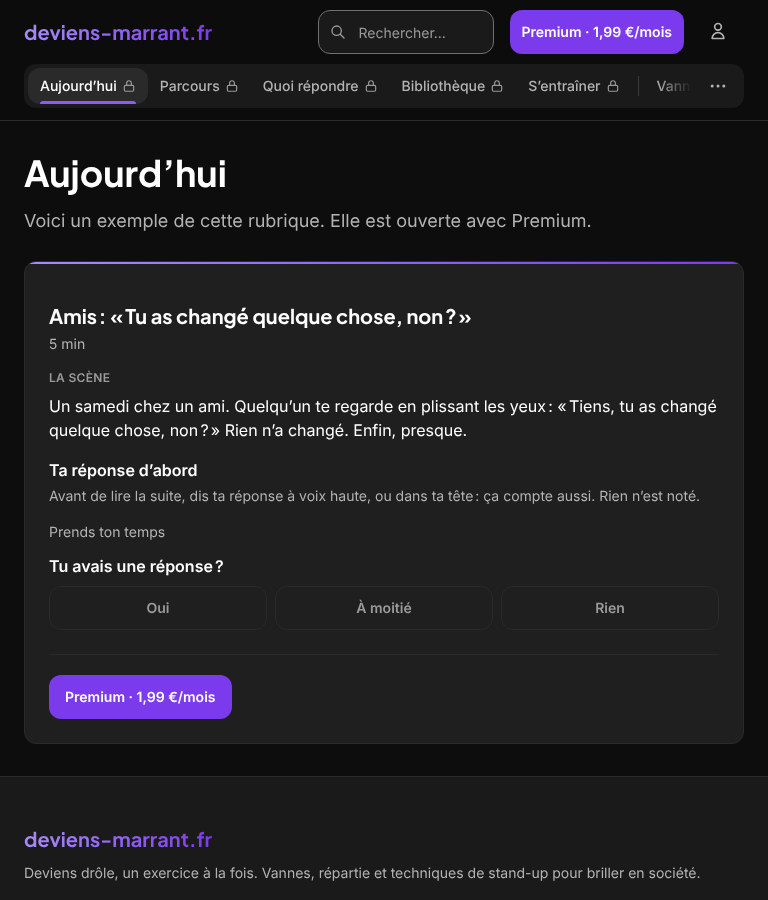 deviens-marrant.fr
Rechercher...
Premium · 1,99 €/mois
Aujourd’hui
Parcours
Quoi répondre
Bibliothèque
S’entraîner
Aujourd’hui
Voici un exemple de cette rubrique. Elle est ouverte avec Premium.
Amis : « Tu as changé quelque chose, non ? »
5 min
LA SCÈNE
Un samedi chez un ami. Quelqu’un te regarde en plissant les yeux : « Tiens, tu as changé
quelque chose, non ? » Rien n’a changé. Enfin, presque.
Ta réponse d’abord
Avant de lire la suite, dis ta réponse à voix haute, ou dans ta tête : ça compte aussi. Rien n’est noté.
Prends ton temps
Tu avais une réponse ?
Oui
À moitié
Rien
Premium · 1,99 €/mois
deviens-marrant.fr
Deviens drôle, un exercice à la fois. Vannes, répartie et techniques de stand-up pour briller en société.